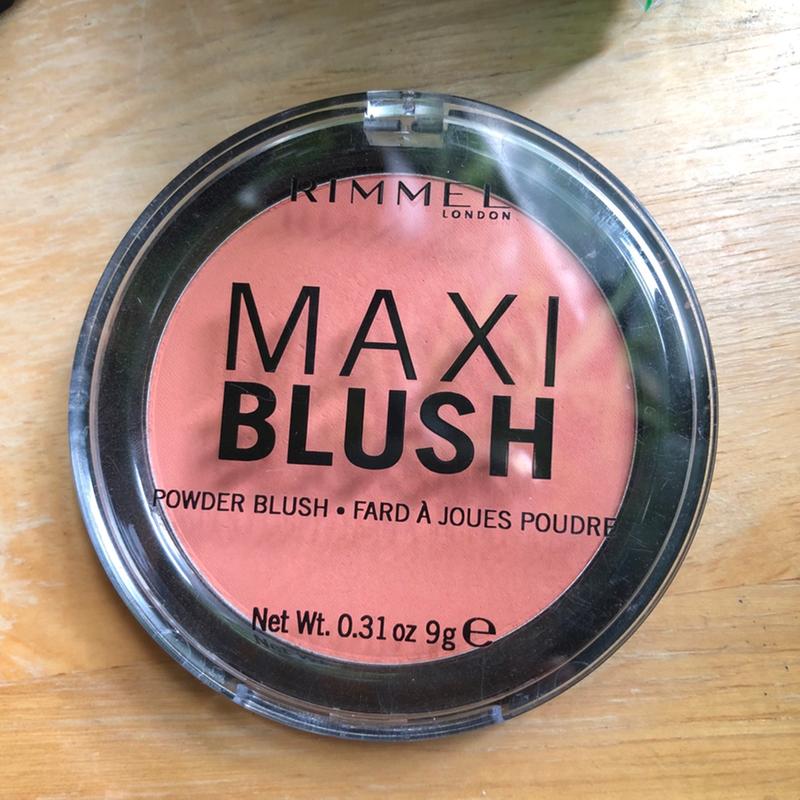 RIMMEL
LONDON
MAXI
BLUSH
POWDER BLUSH • FARD À JOUES POUDRE
Net Wt. 0.31 oz 9g ℮